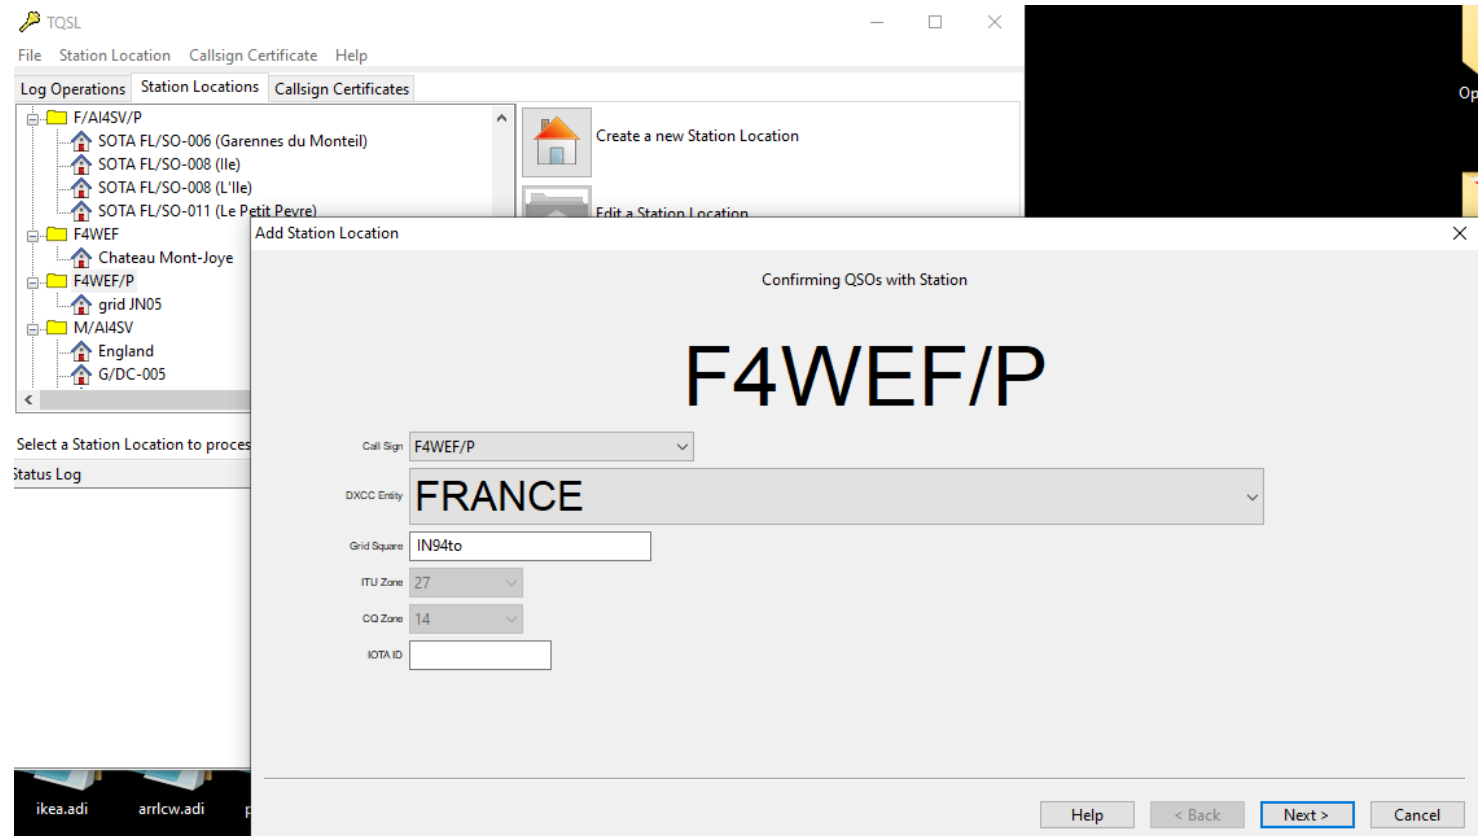 TQSL
File Station Location Callsign Certificate Help
Log Operations Station Locations Callsign Certificates
F/AI4SV/P
SOTA FL/SO-006 (Garennes du Monteil)
SOTA FL/SO-008 (Ile)
SOTA FL/SO-008 (L'Ile)
SOTA FL/SO-011 (Le Petit Peyre)
F4WEF
Chateau Mont-Joye
F4WEF/P
grid JN05
M/AI4SV
England
G/DC-005
Create a new Station Location
Edit a Station Location
Select a Station Location to proces
Status Log
Add Station Location
Confirming QSOs with Station
F4WEF/P
Call Sign F4WEF/P
DXCC Entity FRANCE
Grid Square IN94to
ITU Zone 27
CQ Zone 14
IOTA ID
Help < Back Next > Cancel
ikea.adi arrlcw.adi p
Op